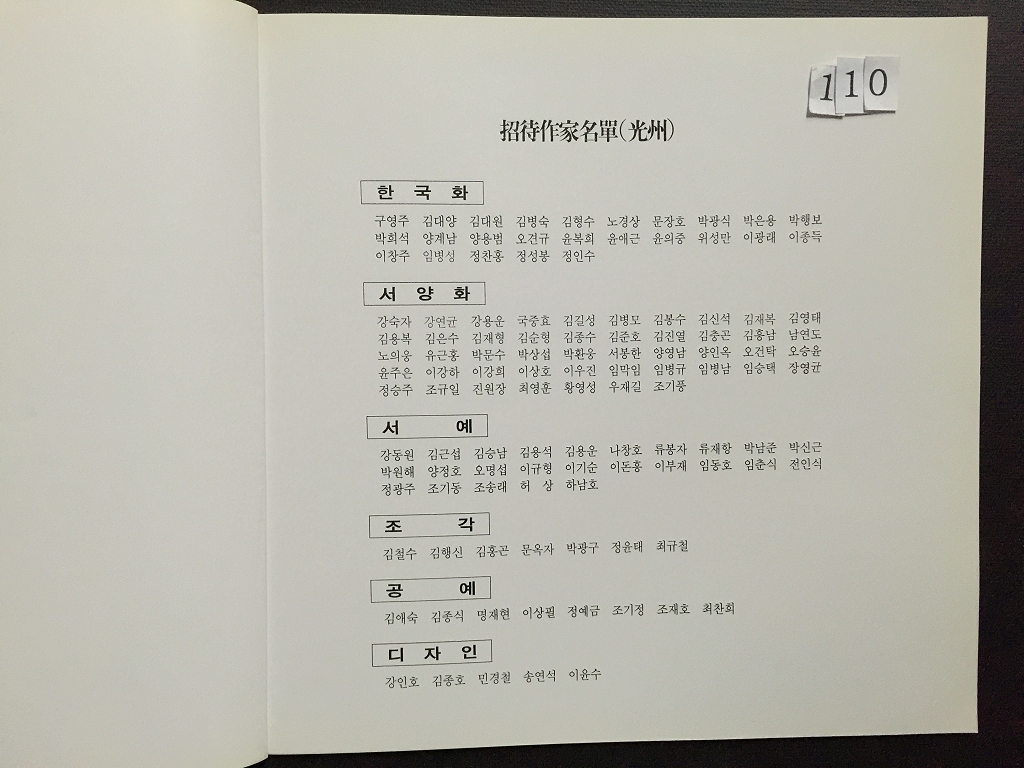 110
招待作家名單(光州)
한 국 화
구영주 김대양 김대원 김병숙 김형수 노경상 문장호 박광식 박은용 박행보
박희석 양계남 양용범 오견규 윤복희 윤애근 윤의중 위성만 이광래 이종득
이창주 임병성 정찬홍 정성봉 정인수
서 양 화
강숙자 강연균 강용운 국중효 김길성 김병모 김봉수 김신석 김재복 김영태
김용복 김은수 김재형 김순형 김종수 김준호 김진열 김충곤 김흥남 남연도
노의웅 유근홍 박문수 박상섭 박환웅 서봉한 양영남 양인옥 오건탁 오승윤
윤주은 이강하 이강희 이상호 이우진 임막임 임병규 임병남 임승택 장영균
정승주 조규일 진원장 최영훈 황영성 우재길 조기풍
서 예
강동원 김근섭 김승남 김용석 김용운 나창호 류봉자 류재항 박남준 박신근
박원해 양정호 오명섭 이규형 이기순 이돈흥 이부재 임동호 임춘식 전인식
정광주 조기동 조송래 허 상 하남호
조 각
김철수 김행신 김홍곤 문옥자 박광구 정윤태 최규철
공 예
김애숙 김종식 명재현 이상필 정예금 조기정 조재호 최찬희
디 자 인
강인호 김종호 민경철 송연석 이윤수